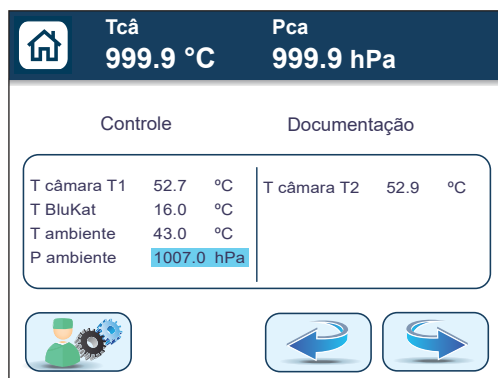 Tcâ Pca
999.9 °C 999.9 hPa
Controle Documentação
T câmara T1 52.7 ºC T câmara T2 52.9 ºC
T BluKat 16.0 ºC
T ambiente 43.0 ºC
P ambiente 1007.0 hPa